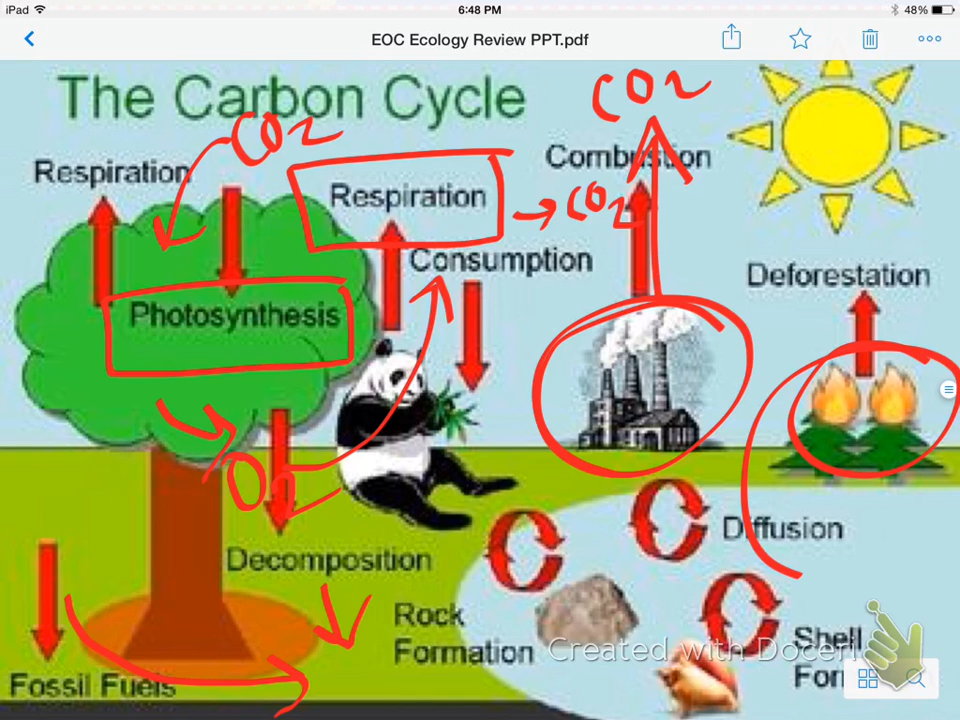 iPad 6:48 PM 48%
EOC Ecology Review PPT.pdf
The Carbon Cycle
CO2
CO2
Respiration
Respiration
→ CO2
Combustion
Consumption
Deforestation
Photosynthesis
O2
Decomposition
Diffusion
Rock
Formation
Shell
Fossil Fuels
Created with Doceri